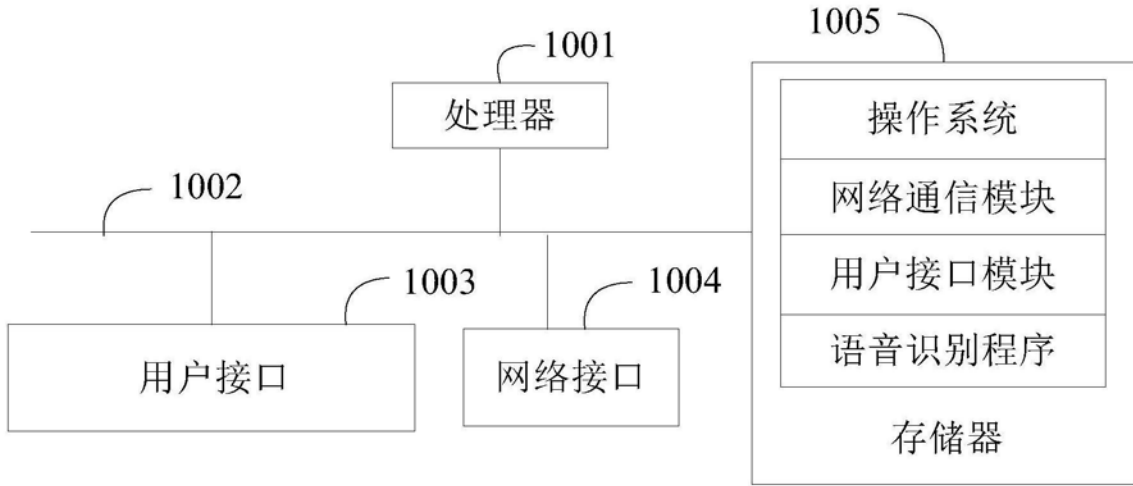 1005
1001
处理器
操作系统
网络通信模块
1002
用户接口模块
1003
1004
语音识别程序
用户接口
网络接口
存储器